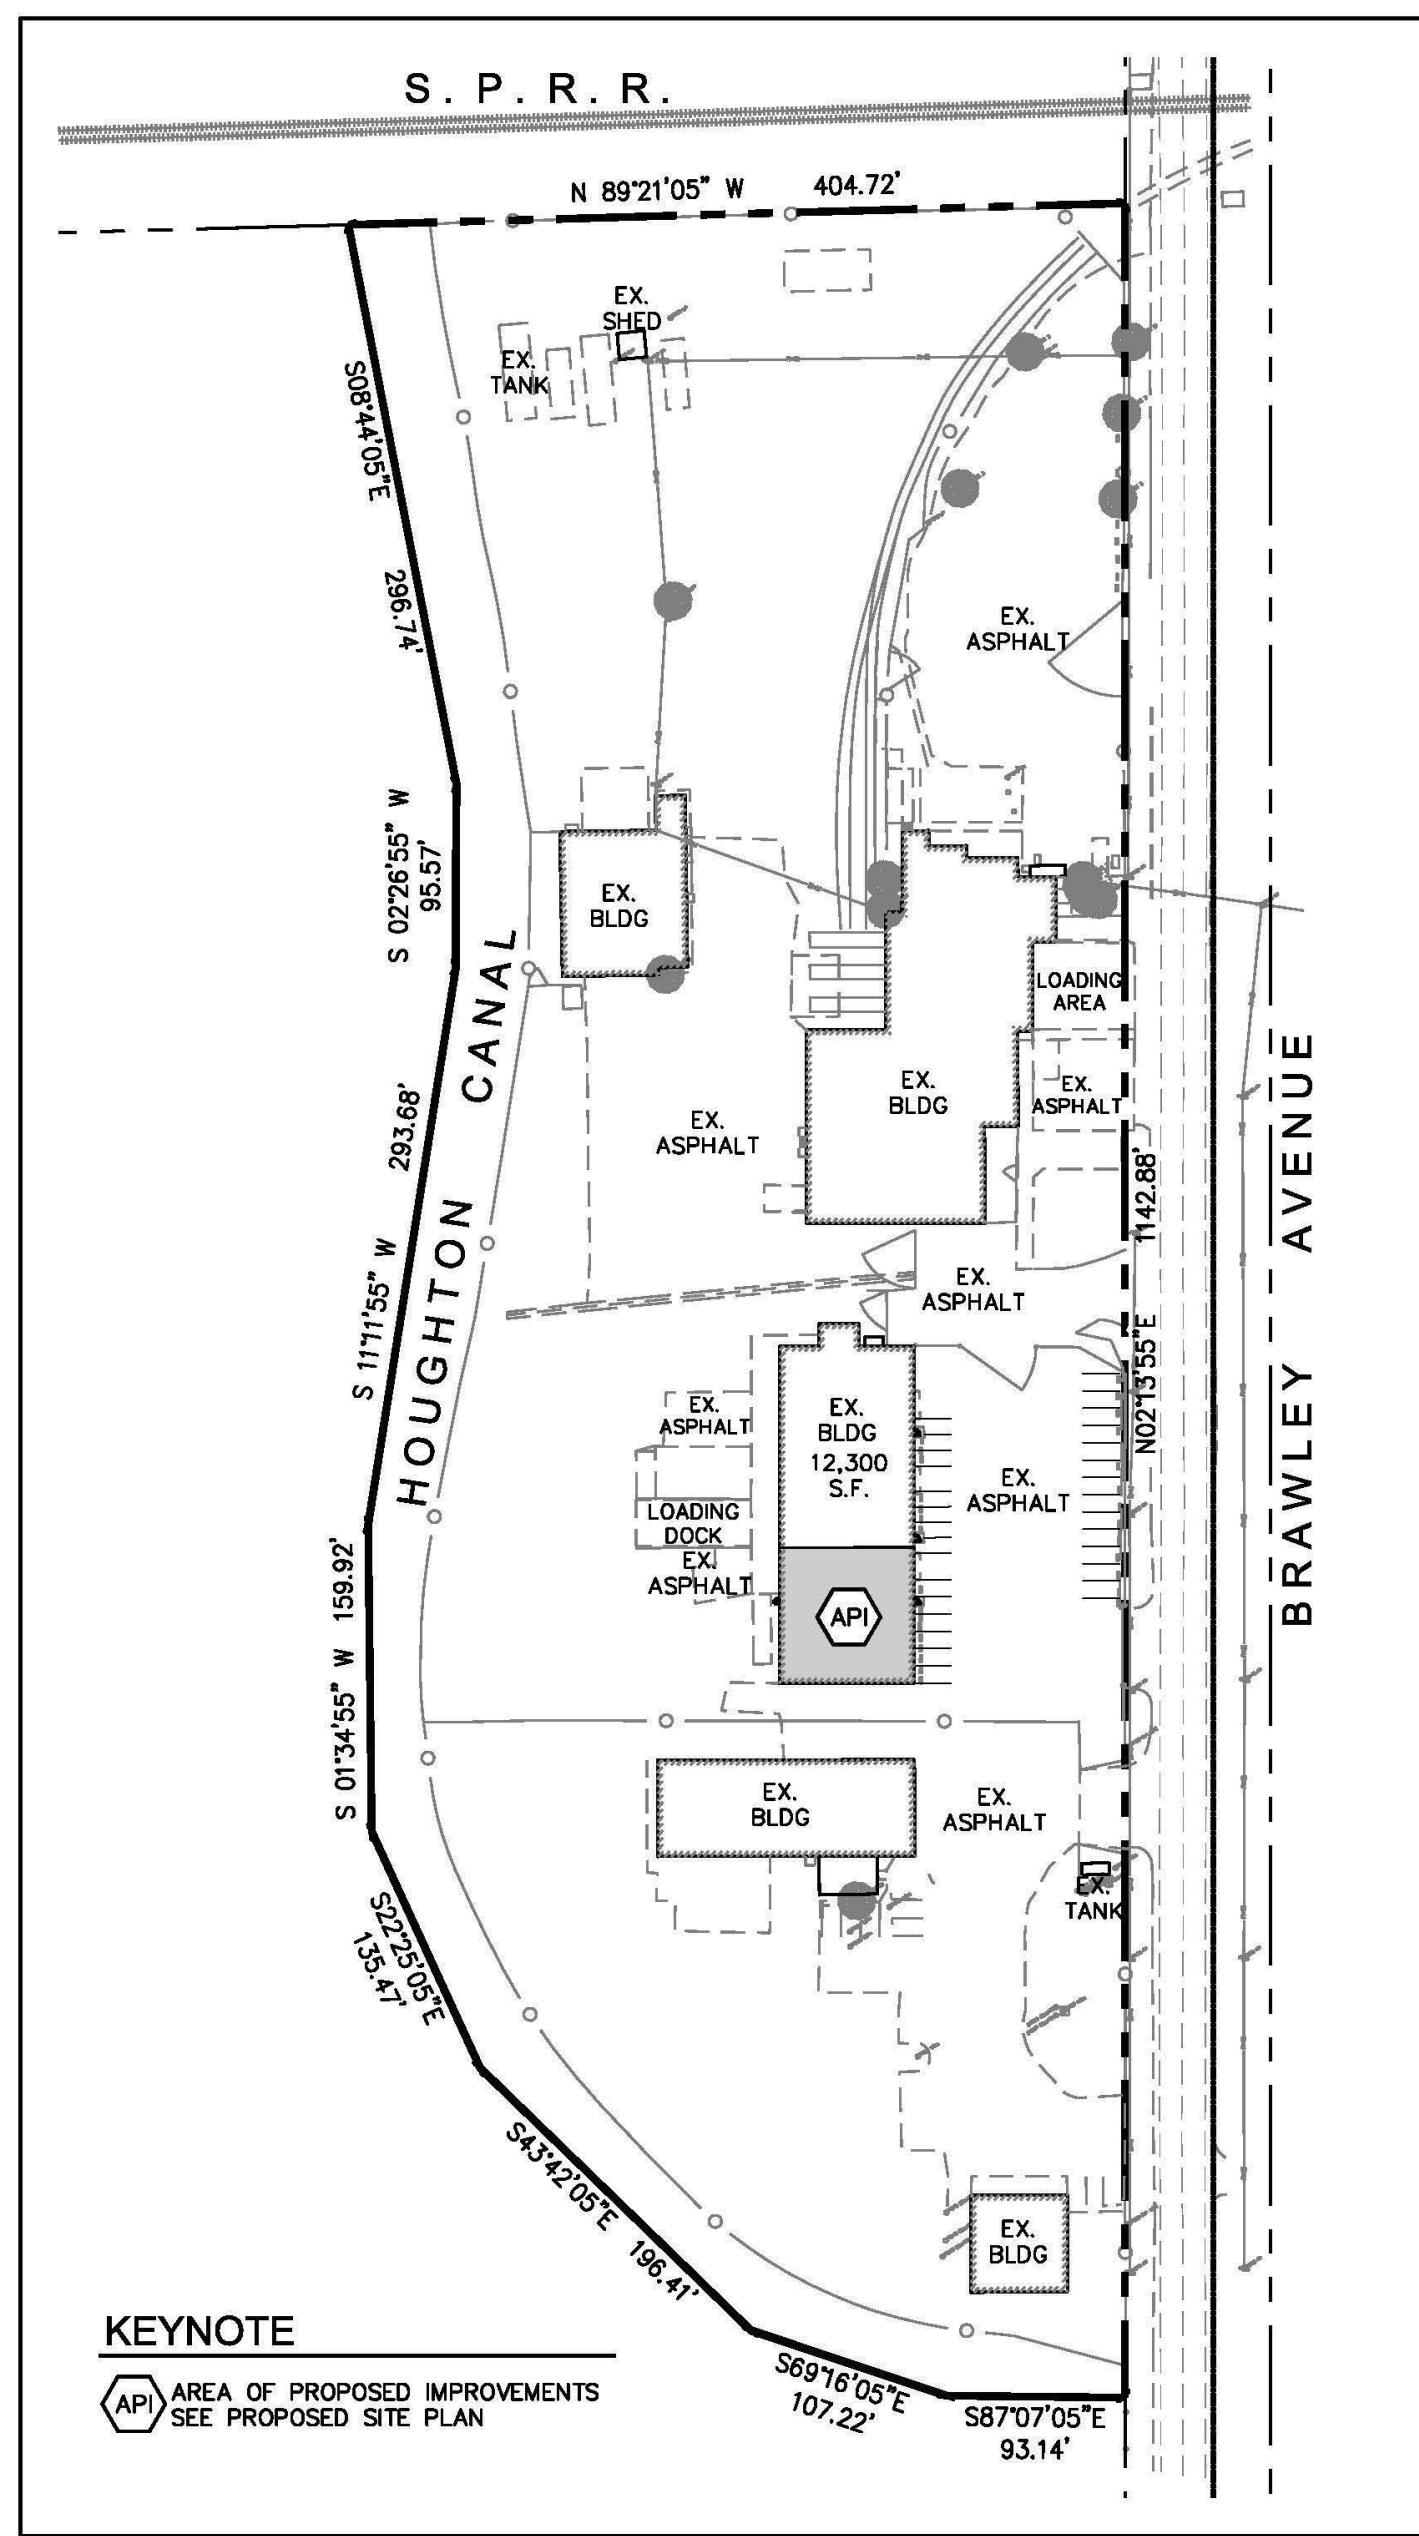 S. P. R. R.
N 89°21'05" W 404.72'
EX.
SHED
EX.
TANK
S08°44'05"E
296.74'
EX.
ASPHALT
S 02°26'55" W
95.57'
EX.
BLDG
LOADING
AREA
HOUGHTON CANAL
293.68'
S 11°11'55" W
EX.
BLDG
EX.
ASPHALT
EX.
ASPHALT
1142.88'
N02°13'55"E
BRAWLEY AVENUE
EX.
ASPHALT
EX.
ASPHALT
EX.
BLDG
12,300
S.F.
EX.
ASPHALT
LOADING
DOCK
EX.
ASPHALT
API
S 01°34'55" W 159.92'
EX.
BLDG
EX.
ASPHALT
EX.
TANK
S22°25'05"E
135.47'
S43°42'05"E 196.41'
EX.
BLDG
S69°16'05"E
107.22'
S87°07'05"E
93.14'
KEYNOTE
API AREA OF PROPOSED IMPROVEMENTS
SEE PROPOSED SITE PLAN